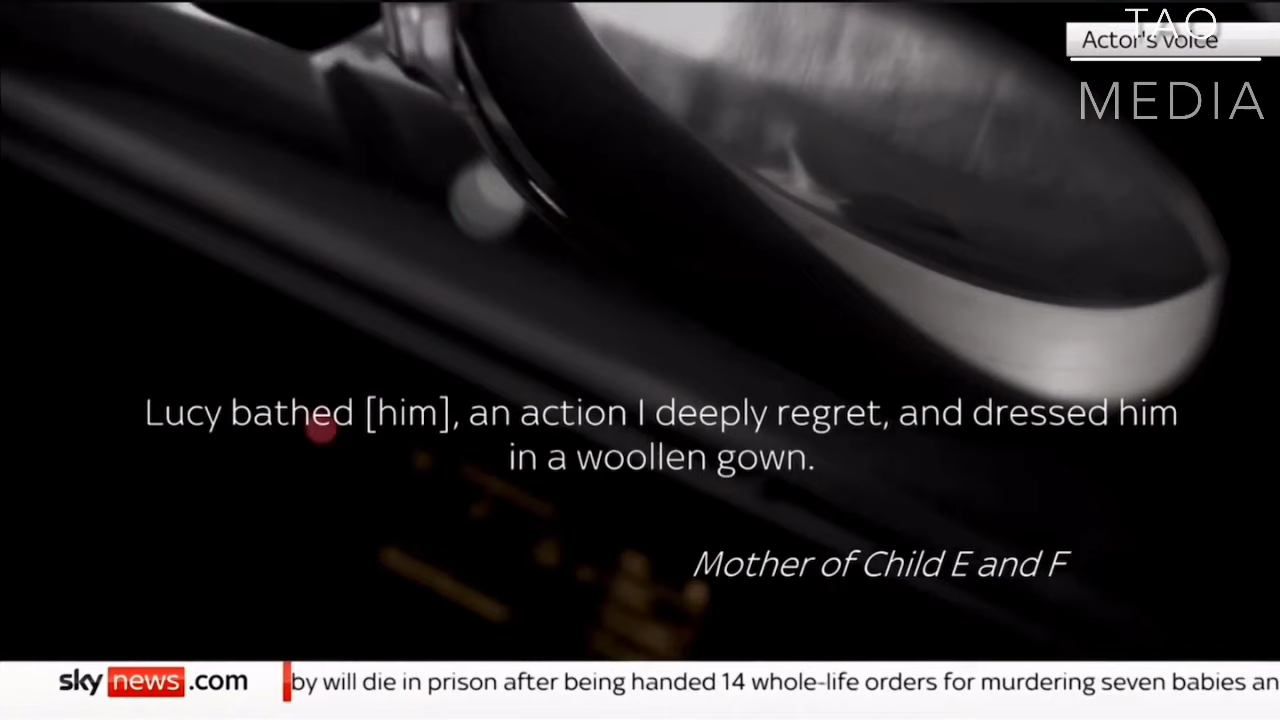 TAO
Actor's voice
MEDIA
Lucy bathed [him], an action I deeply regret, and dressed him
in a woollen gown.
Mother of Child E and F
sky news.com
by will die in prison after being handed 14 whole-life orders for murdering seven babies an